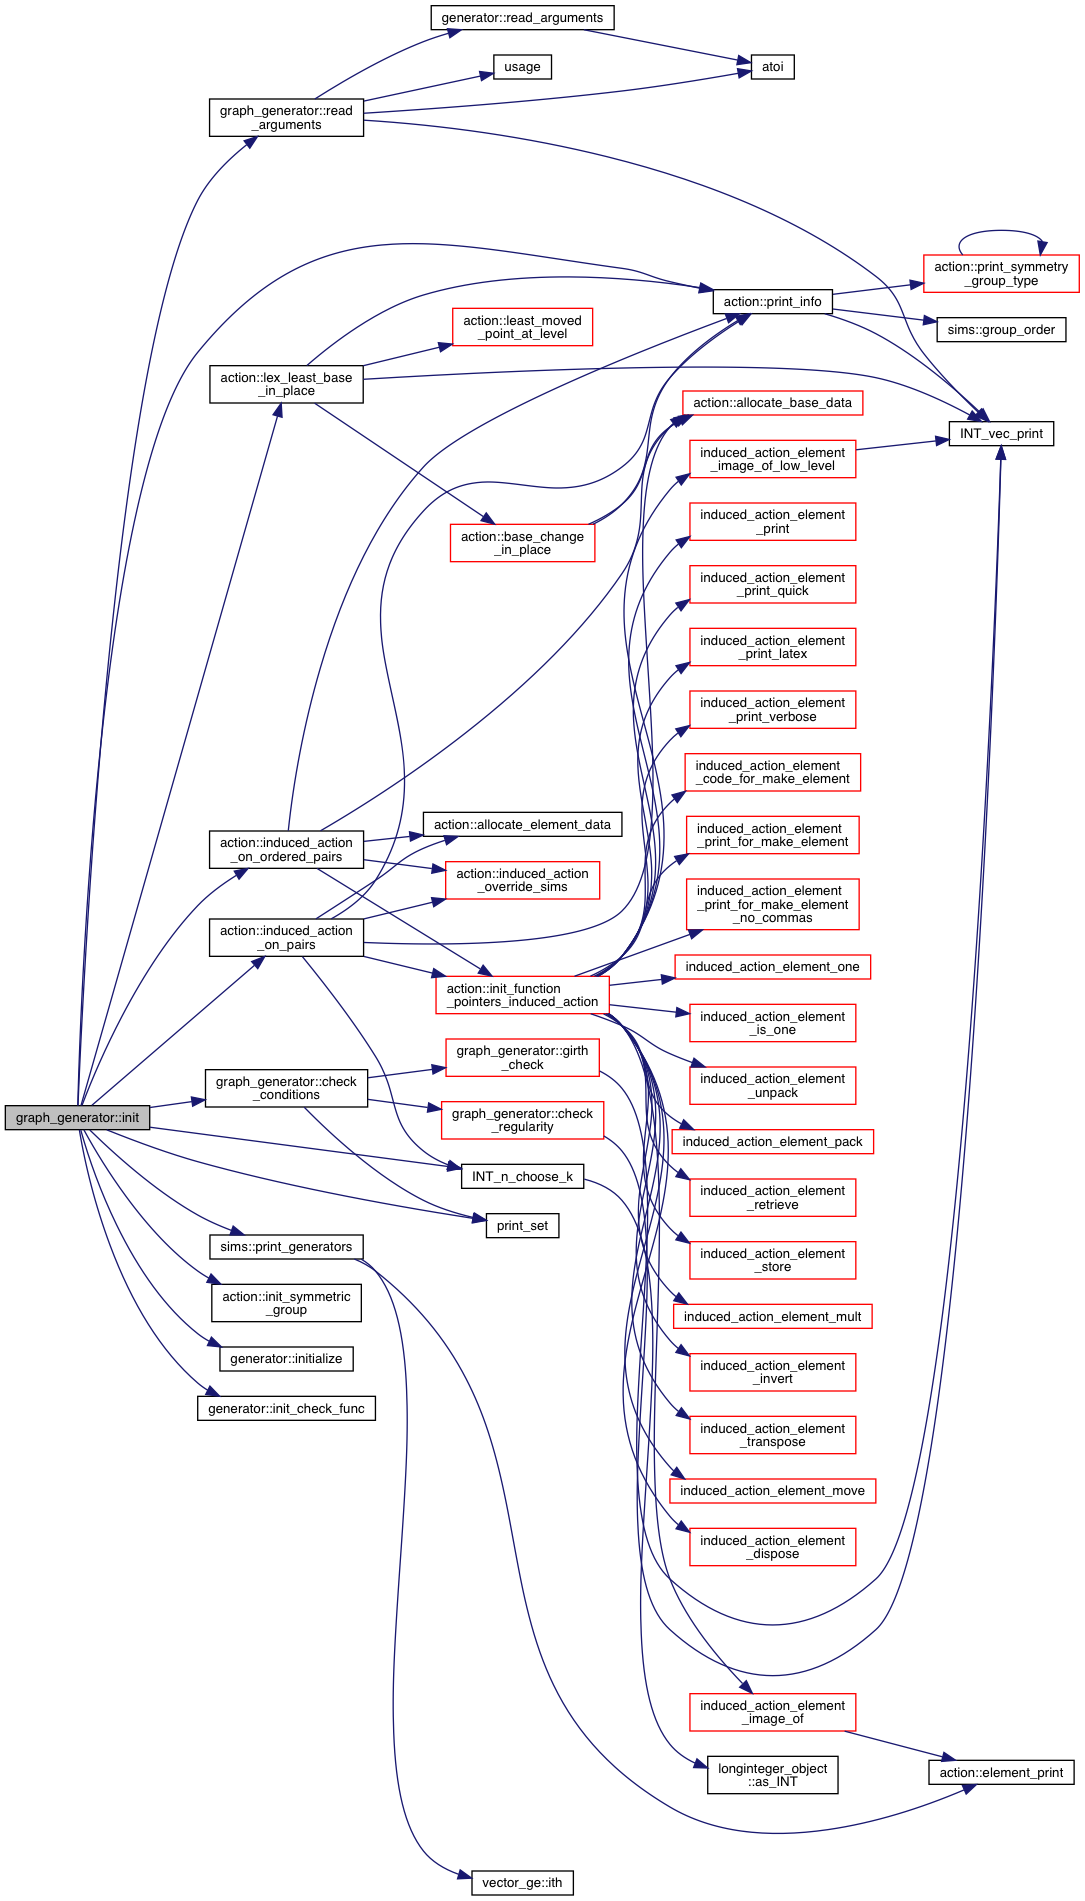 generator::read_arguments
usage
atoi
graph_generator::read
_arguments
action::print_symmetry
_group_type
action::print_info
sims::group_order
action::least_moved
_point_at_level
action::lex_least_base
_in_place
action::allocate_base_data
INT_vec_print
induced_action_element
_image_of_low_level
action::base_change
_in_place
induced_action_element
_print
induced_action_element
_print_quick
induced_action_element
_print_latex
induced_action_element
_print_verbose
induced_action_element
_code_for_make_element
action::allocate_element_data
action::induced_action
_on_ordered_pairs
induced_action_element
_print_for_make_element
action::induced_action
_override_sims
induced_action_element
_print_for_make_element
_no_commas
action::induced_action
_on_pairs
induced_action_element_one
action::init_function
_pointers_induced_action
induced_action_element
_is_one
graph_generator::girth
_check
graph_generator::check
_conditions
induced_action_element
_unpack
graph_generator::init
graph_generator::check
_regularity
induced_action_element_pack
INT_n_choose_k
induced_action_element
_retrieve
print_set
sims::print_generators
induced_action_element
_store
action::init_symmetric
_group
induced_action_element_mult
generator::initialize
induced_action_element
_invert
generator::init_check_func
induced_action_element
_transpose
induced_action_element_move
induced_action_element
_dispose
induced_action_element
_image_of
longinteger_object
::as_INT
action::element_print
vector_ge::ith